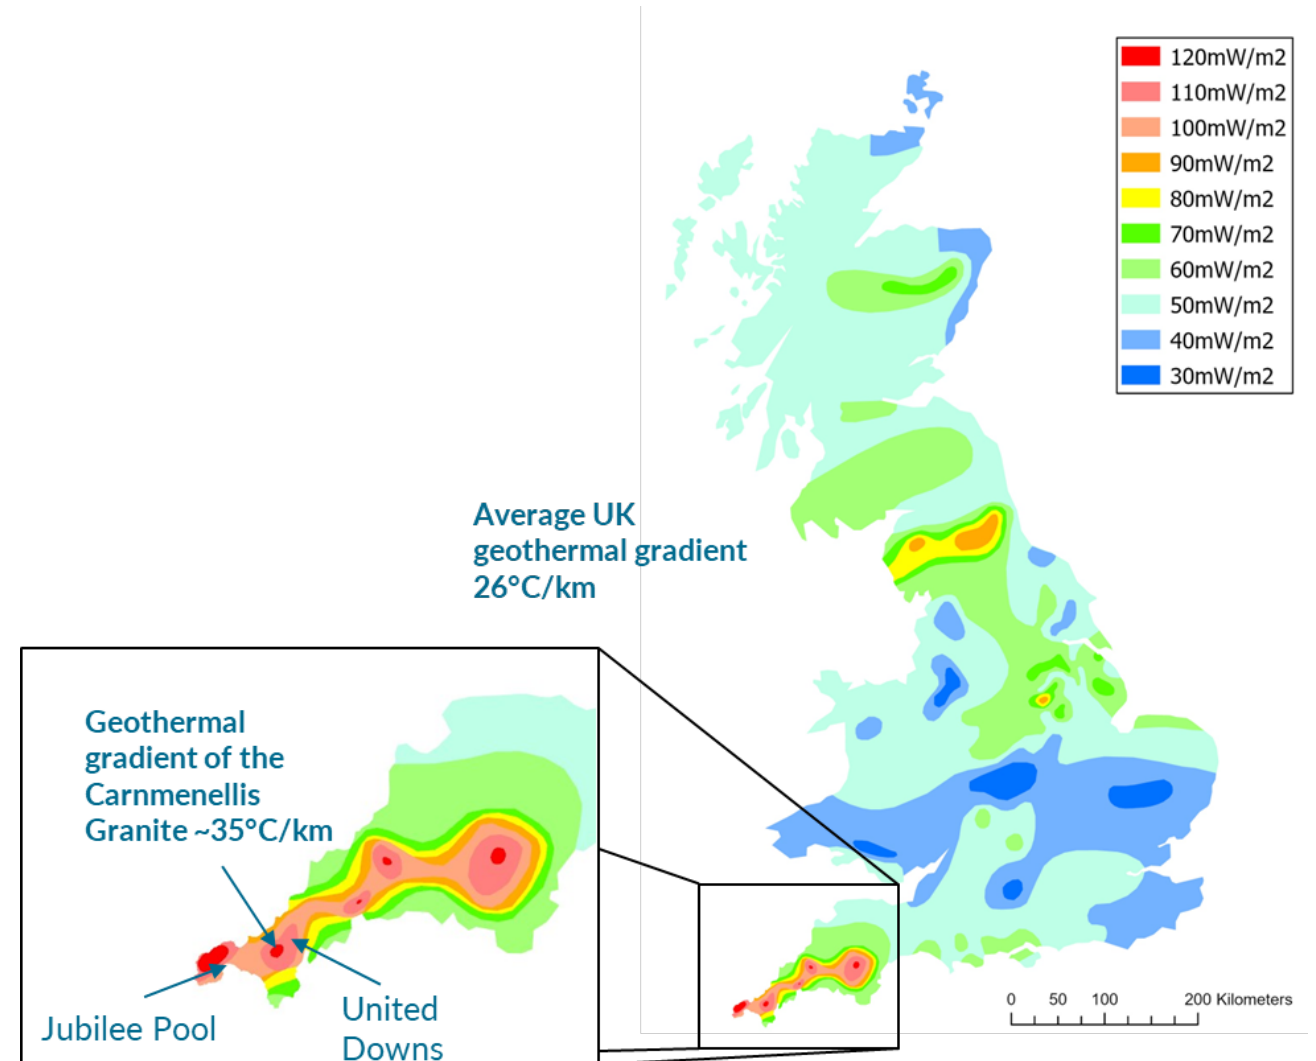 120mW/m2
110mW/m2
100mW/m2
90mW/m2
80mW/m2
70mW/m2
60mW/m2
50mW/m2
40mW/m2
30mW/m2
Average UK
geothermal gradient
26°C/km
Geothermal
gradient of the
Carnmenellis
Granite ~35°C/km
Jubilee Pool
United
Downs
0 50 100 200 Kilometers